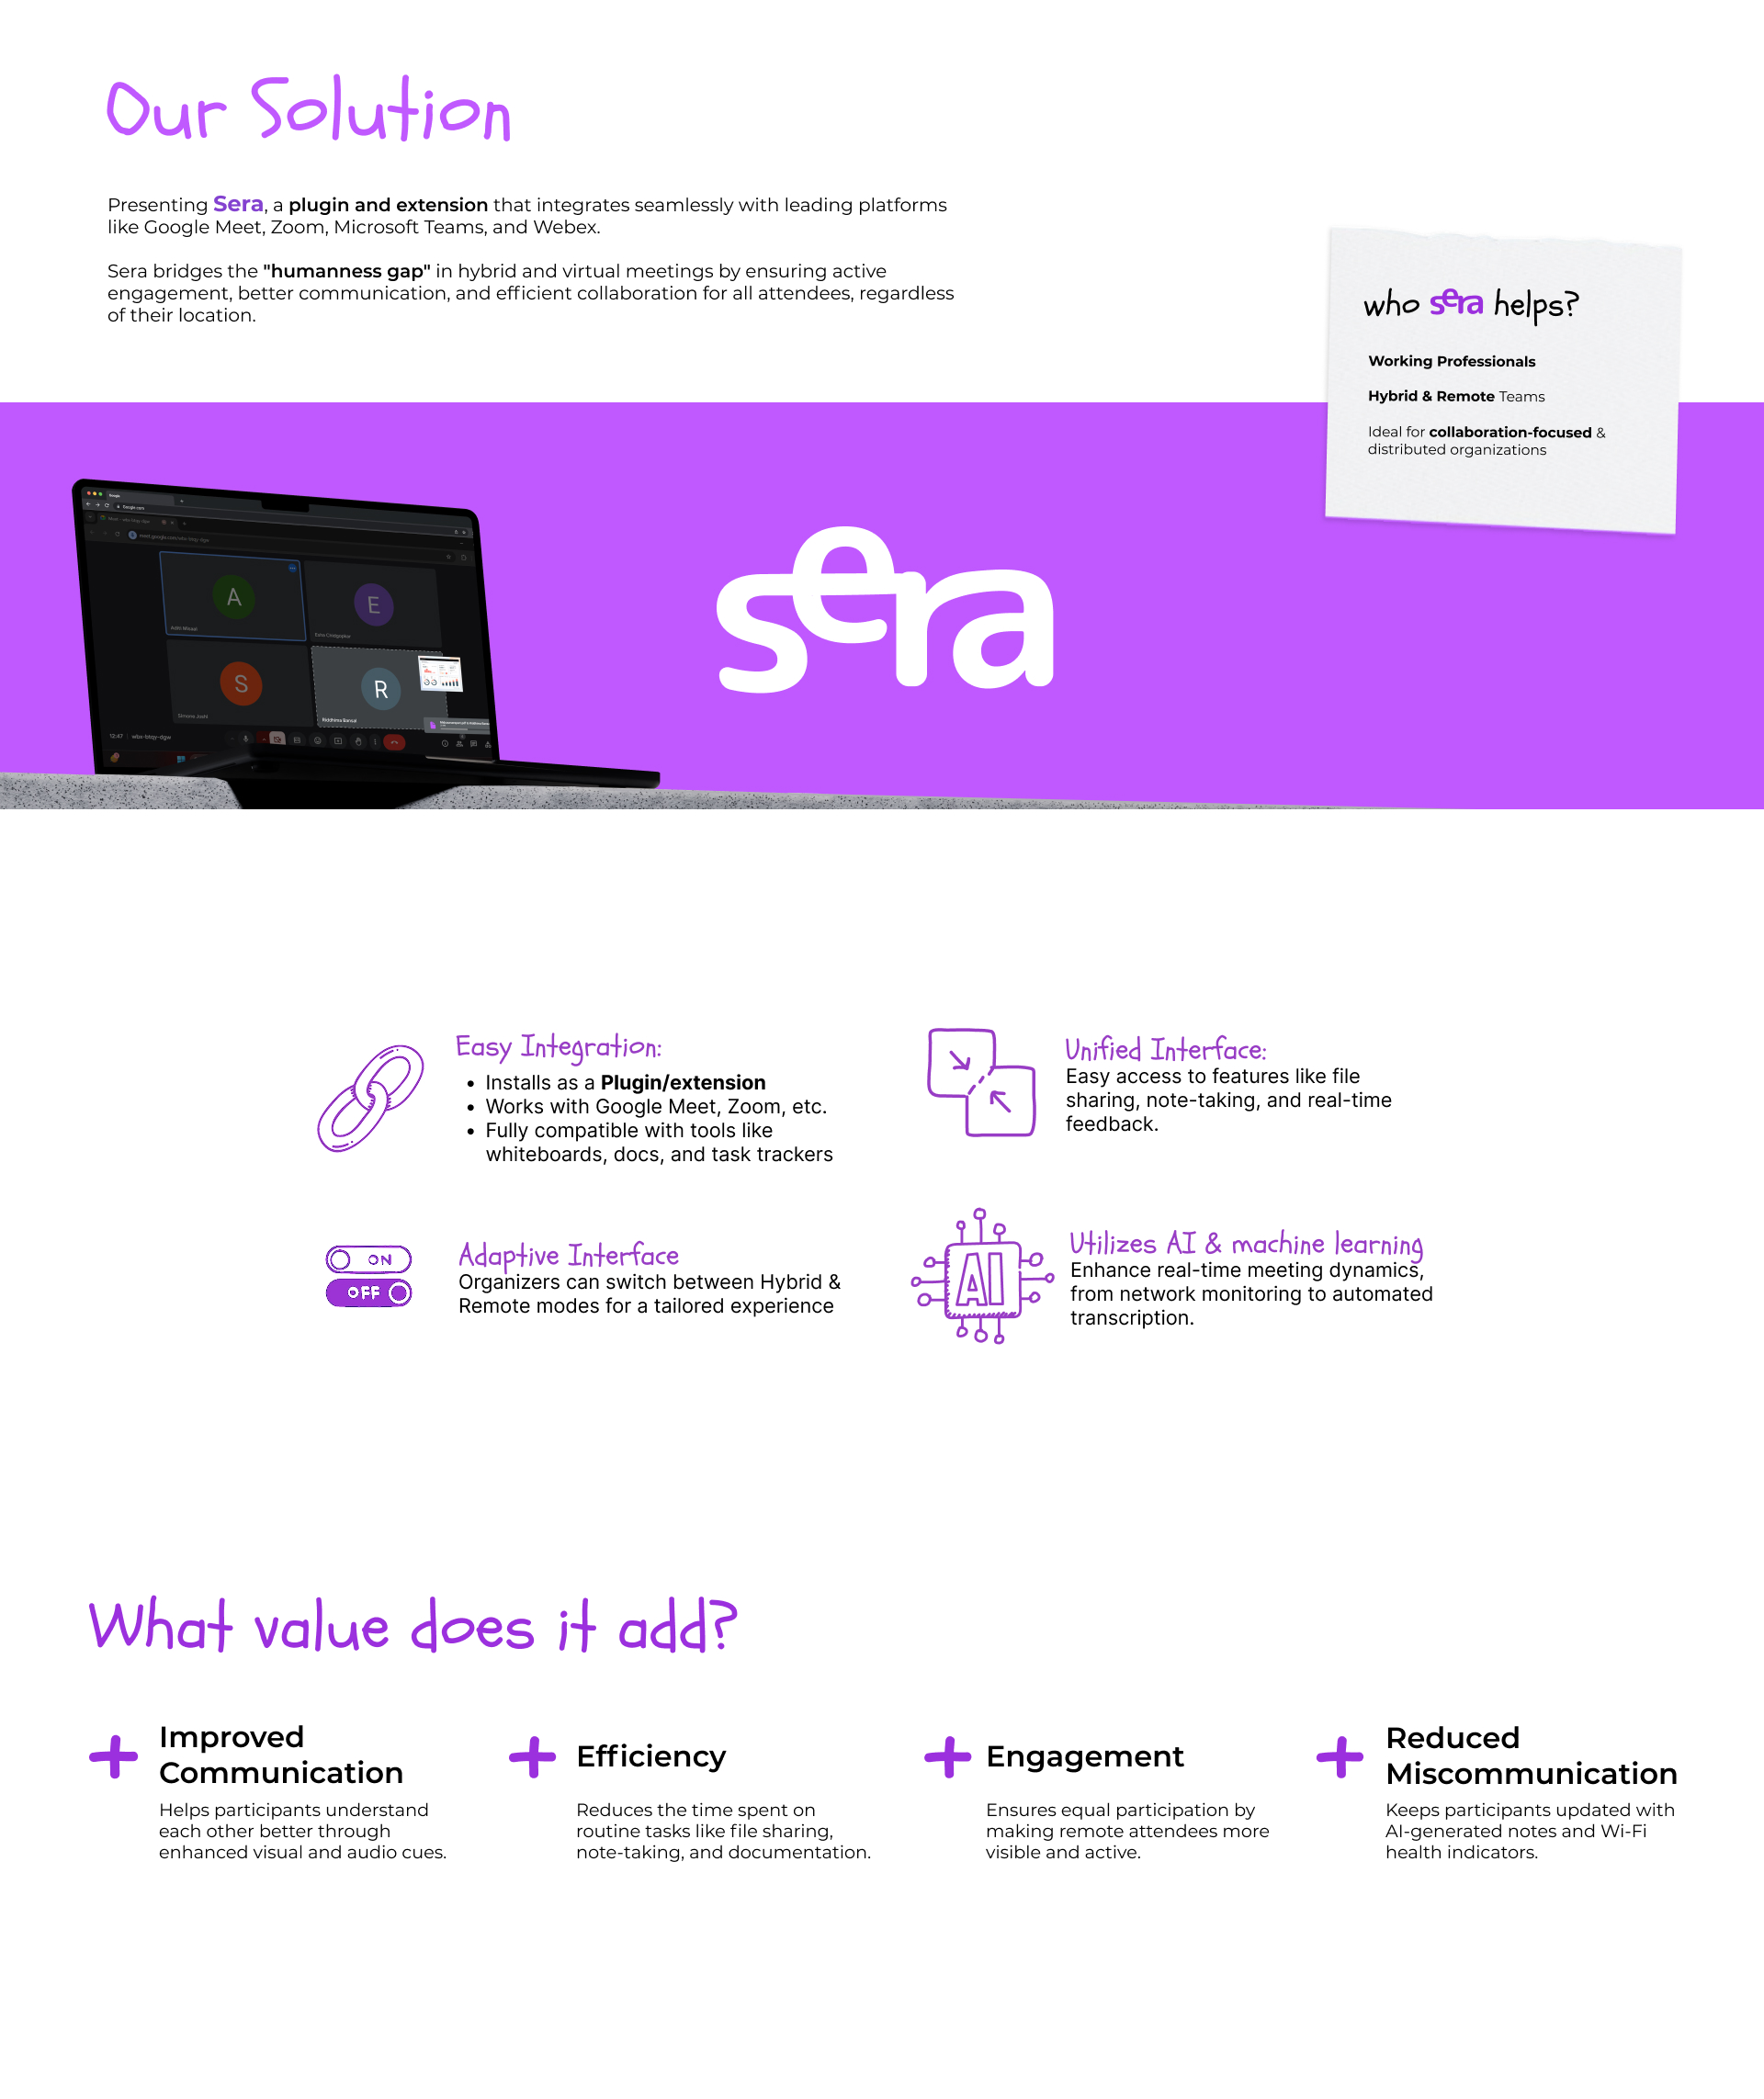 Our Solution
Presenting Sera, a plugin and extension that integrates seamlessly with leading platforms
like Google Meet, Zoom, Microsoft Teams, and Webex.
Sera bridges the "humanness gap" in hybrid and virtual meetings by ensuring active
engagement, better communication, and efficient collaboration for all attendees, regardless
of their location.
who sera helps?
Working Professionals
Hybrid & Remote Teams
Ideal for collaboration-focused &
distributed organizations
Google
Google.com
A
E
S
R
Simone Joshi
Riddhima Bansal
12:47
sera
Easy Integration:
• Installs as a Plugin/extension
• Works with Google Meet, Zoom, etc.
• Fully compatible with tools like
whiteboards, docs, and task trackers
Unified Interface:
Easy access to features like file
sharing, note-taking, and real-time
feedback.
ON
OFF
Adaptive Interface
Organizers can switch between Hybrid &
Remote modes for a tailored experience
AI
Utilizes AI & machine learning
Enhance real-time meeting dynamics,
from network monitoring to automated
transcription.
What value does it add?
Improved
Communication
Helps participants understand
each other better through
enhanced visual and audio cues.
Efficiency
Reduces the time spent on
routine tasks like file sharing,
note-taking, and documentation.
Engagement
Ensures equal participation by
making remote attendees more
visible and active.
Reduced
Miscommunication
Keeps participants updated with
AI-generated notes and Wi-Fi
health indicators.